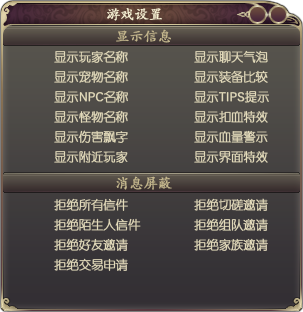 游戏设置
显示信息
显示玩家名称 显示聊天气泡
显示宠物名称 显示装备比较
显示NPC名称 显示TIPS提示
显示怪物名称 显示扣血特效
显示伤害飘字 显示血量警示
显示附近玩家 显示界面特效
消息屏蔽
拒绝所有信件 拒绝切磋邀请
拒绝陌生人信件 拒绝组队邀请
拒绝好友邀请 拒绝家族邀请
拒绝交易申请